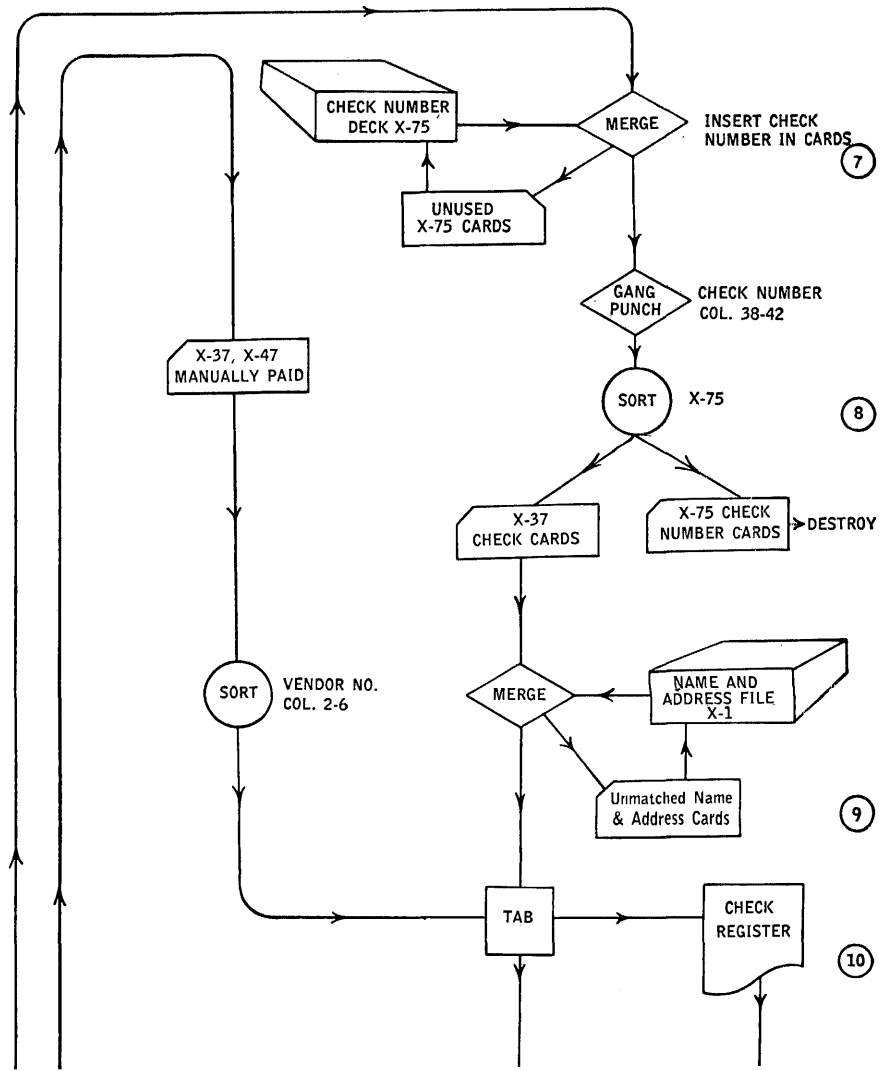 CHECK NUMBER
DECK X-75
MERGE
INSERT CHECK
NUMBER IN CARDS
7
UNUSED
X-75 CARDS
GANG
PUNCH
CHECK NUMBER
COL. 38-42
X-37, X-47
MANUALLY PAID
SORT
X-75
8
X-37
CHECK CARDS
X-75 CHECK
NUMBER CARDS
DESTROY
SORT
VENDOR NO.
COL. 2-6
MERGE
NAME AND
ADDRESS FILE
X-1
Unmatched Name
& Address Cards
9
TAB
CHECK
REGISTER
10